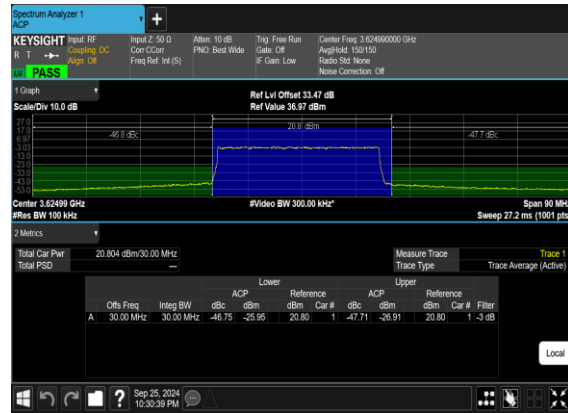 Spectrum Analyzer 1
ACP
KEYSIGHT Input: RF Input Z: 50 Ω Atten: 10 dB Trig: Free Run Center Freq: 3.624990000 GHz
R T Coupling: DC Corr CCorr PNO: Best Wide Gate: Off Avg|Hold: 150/150
Align: Off Freq Ref: Int (S) IF Gain: Low Radio Std: None
PASS Noise Correction: Off
1 Graph Ref Lvl Offset 33.47 dB
Scale/Div 10.0 dB Ref Value 36.97 dBm
27.0
17.0 20.8 dBm
-46.8 dBc -47.7 dBc
6.97
-3.03
-13.0
-23.0
-33.0
-43.0
-53.0
Center 3.62499 GHz #Video BW 300.00 kHz* Span 90 MHz
#Res BW 100 kHz Sweep 27.2 ms (1001 pts)
2 Metrics
Total Car Pwr 20.804 dBm/30.00 MHz Measure Trace Trace 1
Total PSD --- Trace Type Trace Average (Active)
Lower Upper
ACP Reference ACP Reference
Offs Freq Integ BW dBc dBm dBm Car # dBc dBm dBm Car # Filter
A 30.00 MHz 30.00 MHz -46.75 -25.95 20.80 1 -47.71 -26.91 20.80 1 -3 dB
Local
Sep 25, 2024
10:30:39 PM